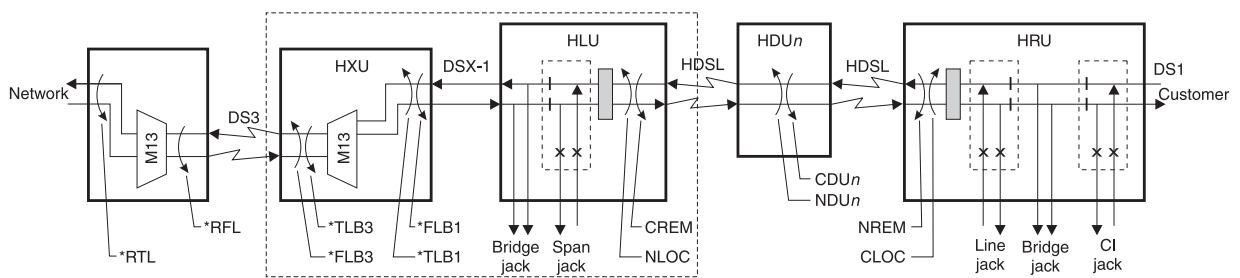 HLU
HDUn
HRU
HXU
DSX-1
HDSL
HDSL
DS1
Network
Customer
DS3
M13
M13
CDUn
NDUn
*RFL
*TLB3
*FLB1
CREM
NREM
*RTL
*FLB3
*TLB1
Bridge
jack
Span
jack
NLOC
CLOC
Line
jack
Bridge
jack
CI
jack